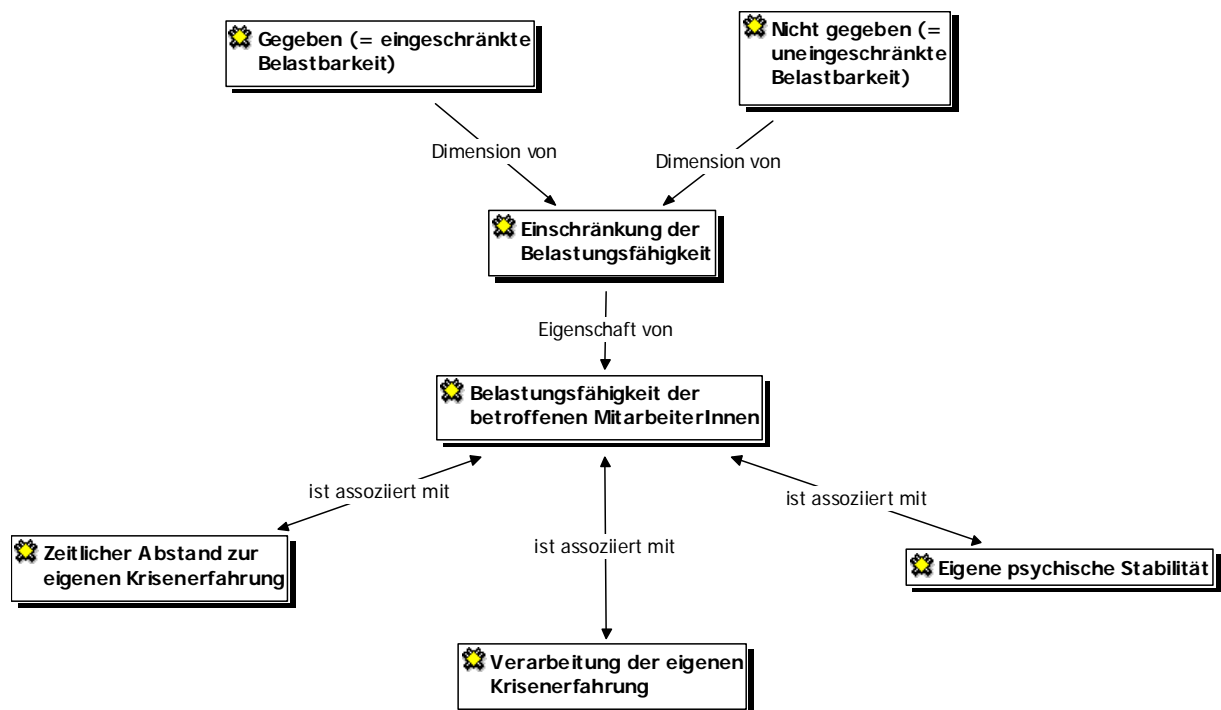 Gegeben (= eingeschränkte
Belastbarkeit)
Nicht gegeben (=
uneingeschränkte
Belastbarkeit)
Dimension von
Dimension von
Einschränkung der
Belastungsfähigkeit
Eigenschaft von
Belastungsfähigkeit der
betroffenen MitarbeiterInnen
ist assoziiert mit
ist assoziiert mit
ist assoziiert mit
Zeitlicher Abstand zur
eigenen Krisenerfahrung
Eigene psychische Stabilität
Verarbeitung der eigenen
Krisenerfahrung